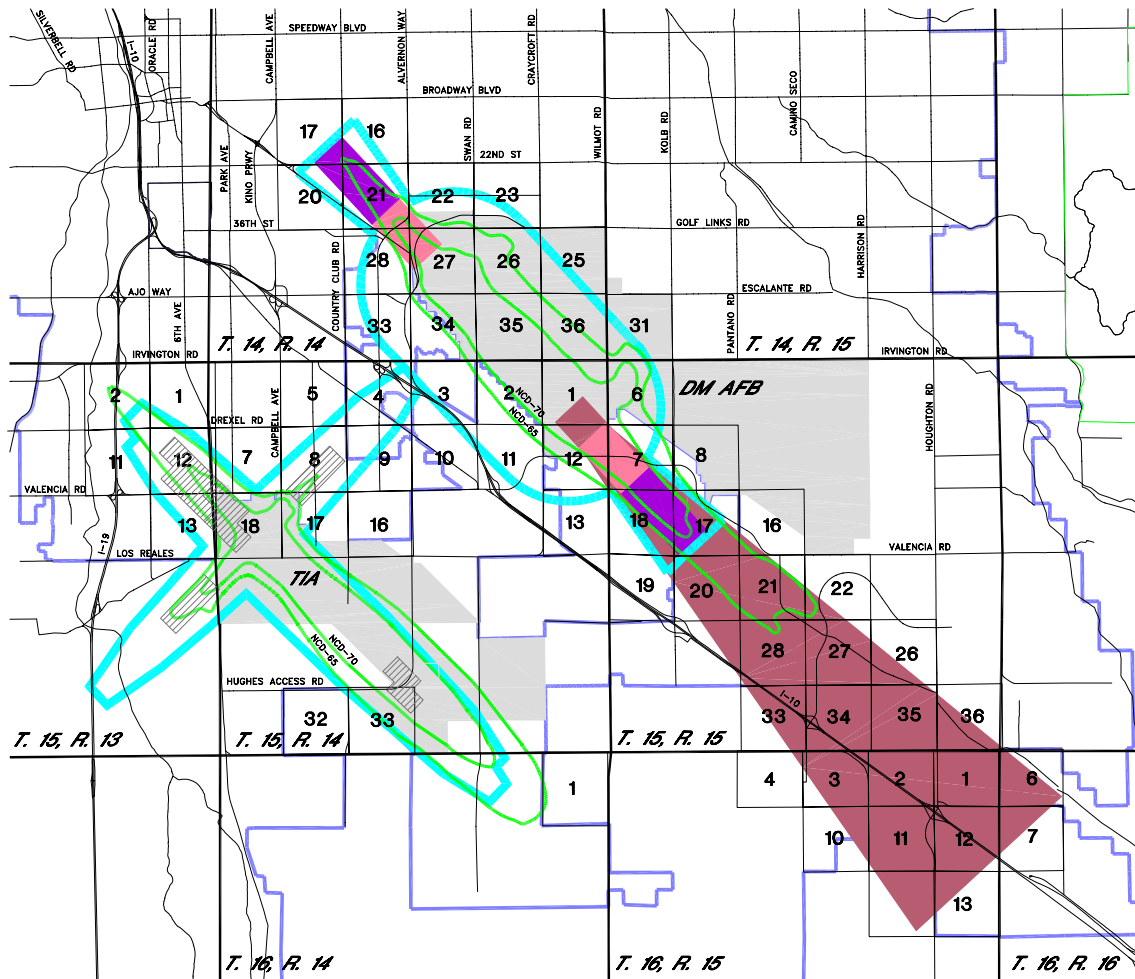 SILVERBELL RD
I-10
ORACLE RD
CAMPBELL AVE
SPEEDWAY BLVD
ALVERNON WAY
CRAYCROFT RD
BROADWAY BLVD
CAMINO SECO
17
16
PARK AVE
KINO PRWY
SWAN RD
22ND ST
WILMOT RD
KOLB RD
20
21
22
23
36TH ST
GOLF LINKS RD
HARRISON RD
28
27
26
25
COUNTRY CLUB RD
AJO WAY
6TH AVE
ESCALANTE RD
PANTANO RD
33
34
35
36
31
T. 14, R. 14
T. 14, R. 15
IRVINGTON RD
IRVINGTON RD
2
1
5
4
3
2
1
6
DM AFB
HOUGHTON RD
NCD-70
NCD-65
DREXEL RD
CAMPBELL AVE
11
12
7
8
9
10
11
12
7
8
VALENCIA RD
13
18
17
16
13
18
17
16
I-19
LOS REALES
VALENCIA RD
TIA
19
20
21
22
NCD-70
NCD-65
28
27
26
HUGHES ACCESS RD
I-10
32
33
33
34
35
36
T. 15, R. 13
T. 15, R. 14
T. 15, R. 15
1
4
3
2
1
6
10
11
12
7
13
T. 16, R. 14
T. 16, R. 15
T. 16, R. 16